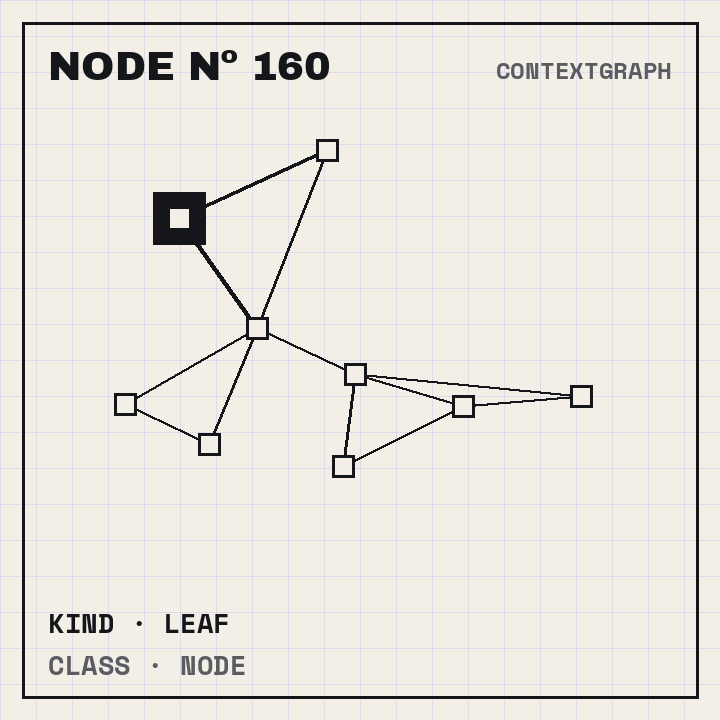 NODE Nº 160
CONTEXTGRAPH
KIND · LEAF
CLASS · NODE